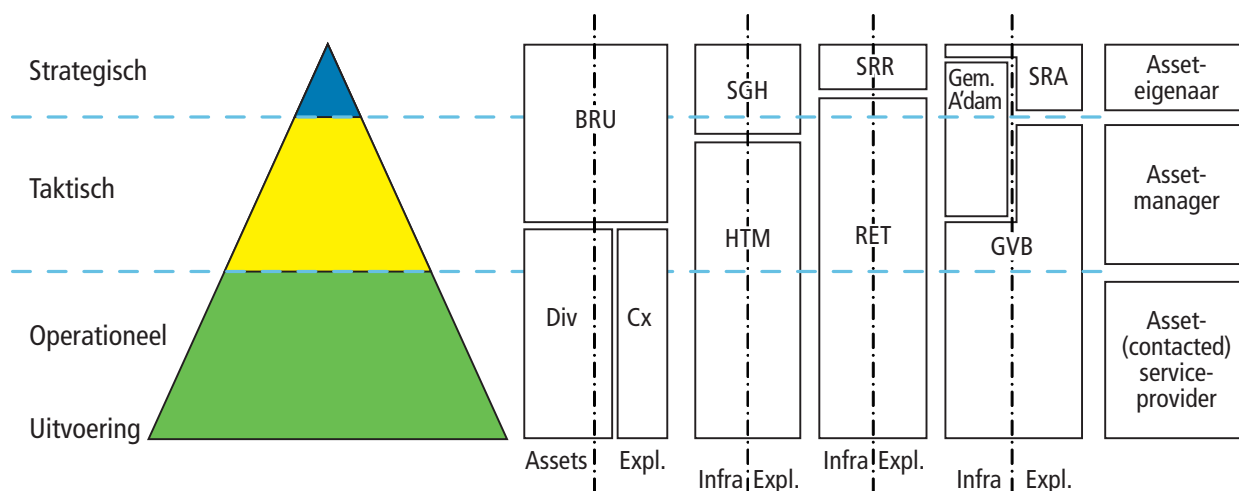 Strategisch
Taktisch
Operationeel
Uitvoering
BRU
Div
Cx
Assets
Expl.
SGH
HTM
Infra
Expl.
SRR
RET
Infra
Expl.
Gem.
A'dam
SRA
GVB
Infra
Expl.
Asset-
eigenaar
Asset-
manager
Asset-
(contacted)
service-
provider